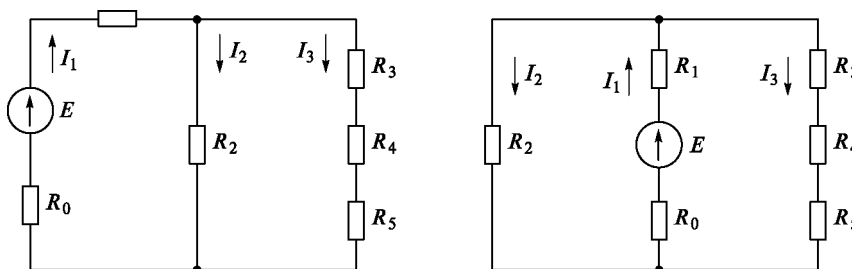 I₁
I₂
I₃
R₃
E
R₂
R₄
R₀
R₅
I₂
I₁
R₁
I₃
R₂
E
R₀